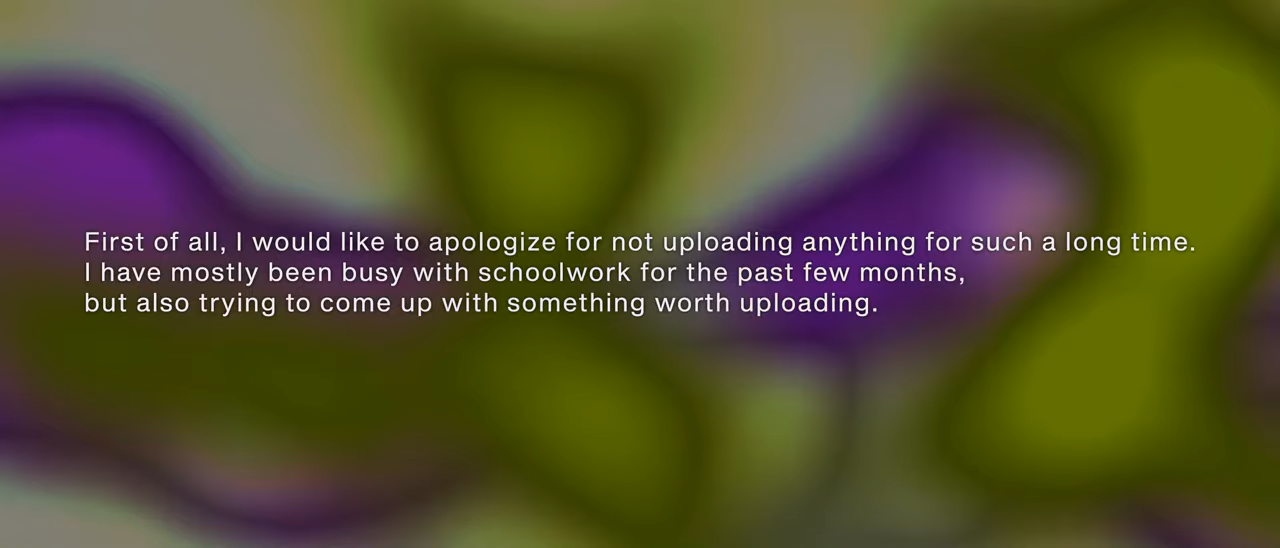 First of all, I would like to apologize for not uploading anything for such a long time.
I have mostly been busy with schoolwork for the past few months,
but also trying to come up with something worth uploading.